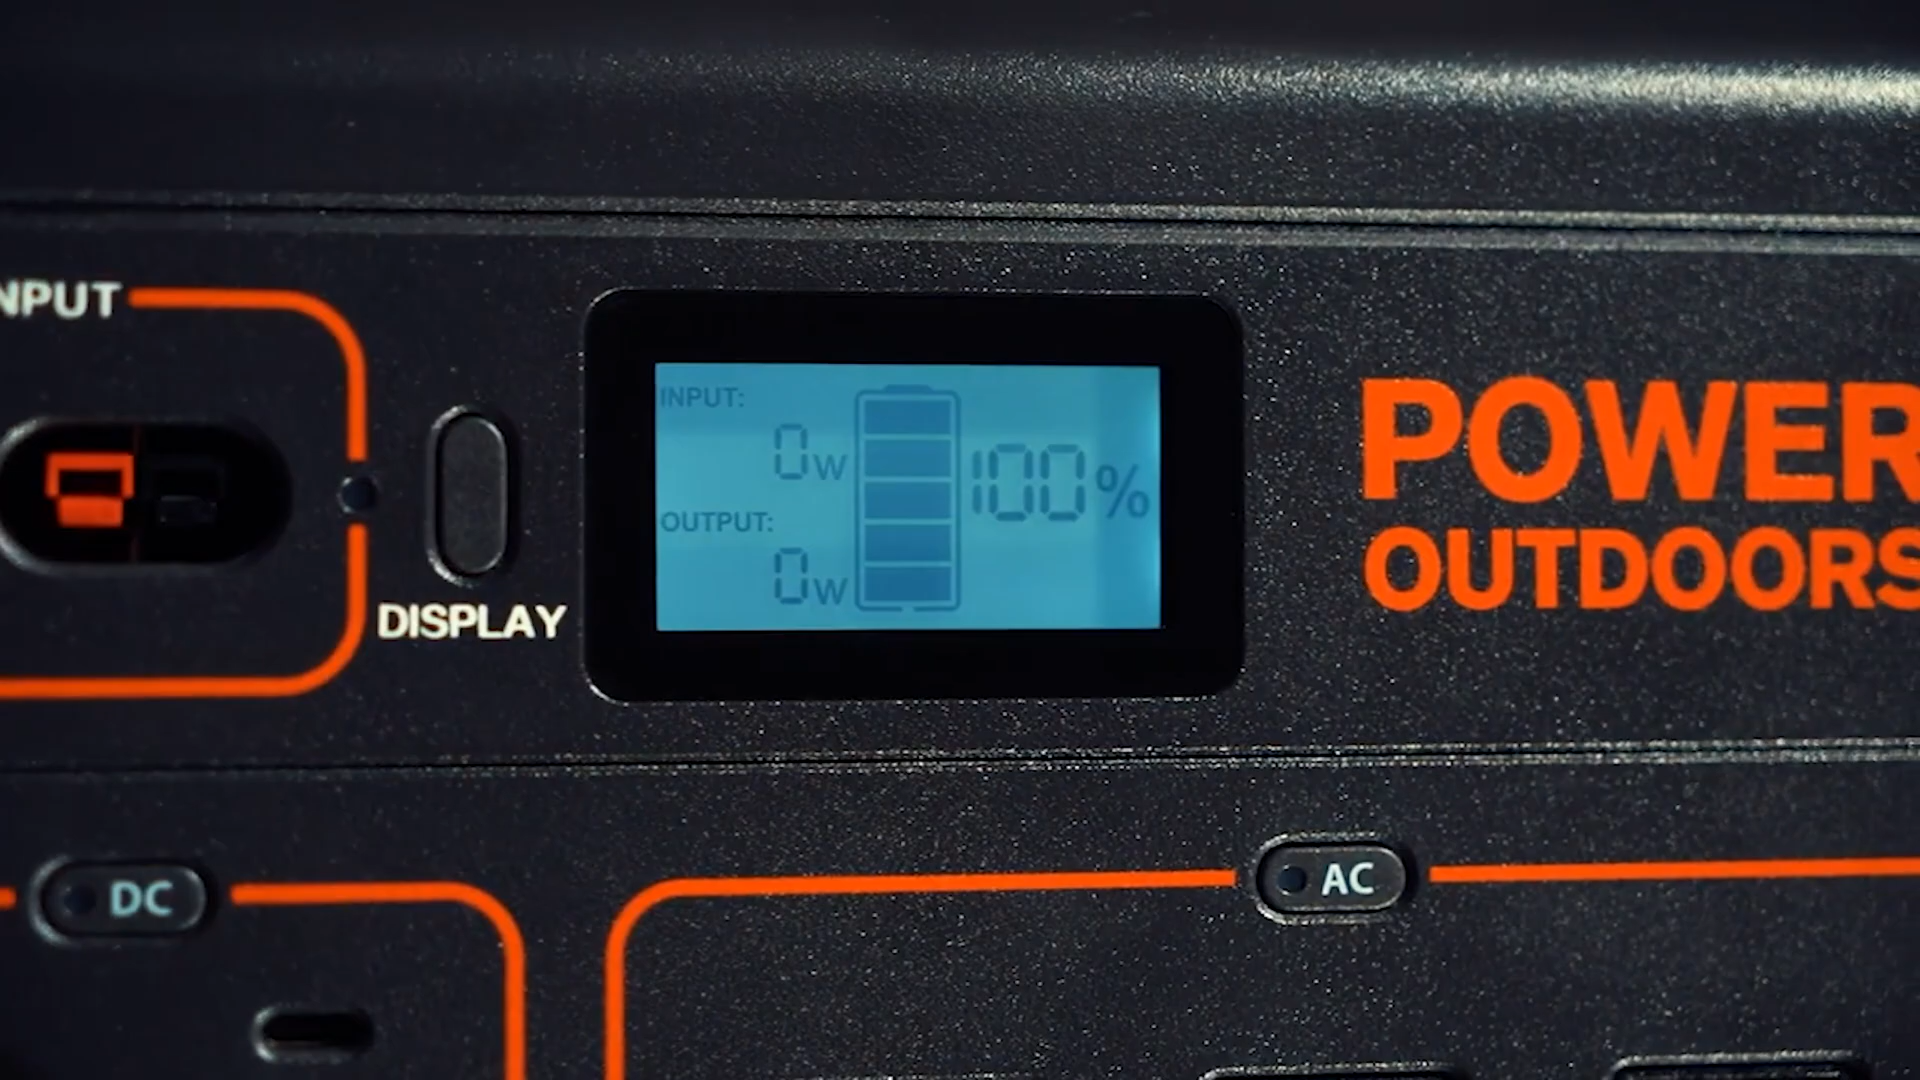 NPUT
DISPLAY
INPUT:
0W
OUTPUT:
0W
100%
POWER
OUTDOORS
DC
AC